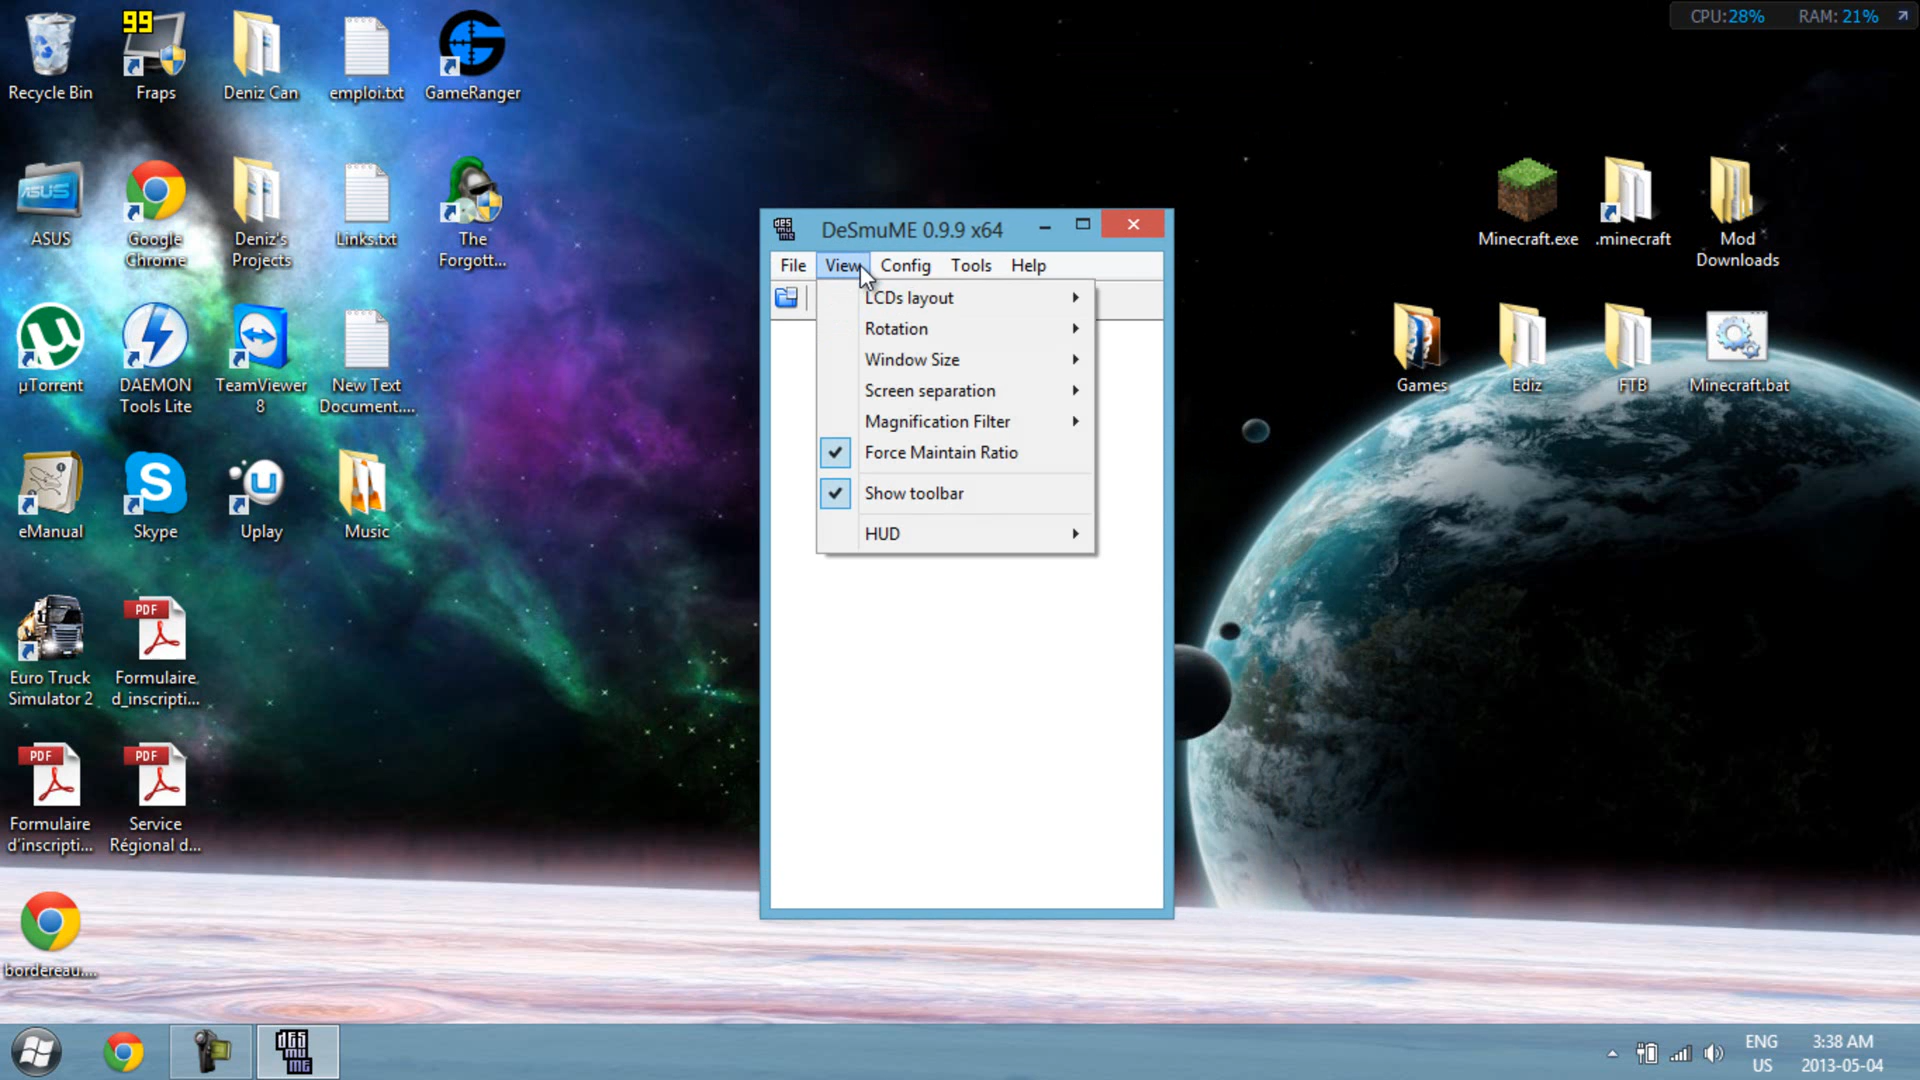 CPU:28% RAM: 21%
99
Recycle Bin
Fraps
Deniz Can
emploi.txt
GameRanger
ASUS
ASUS
Google
Chrome
Deniz's
Projects
Links.txt
The
Forgott...
µTorrent
DAEMON
Tools Lite
TeamViewer
8
New Text
Document....
eManual
Skype
Uplay
Music
Euro Truck
Simulator 2
PDF
Formulaire
d_inscripti...
PDF
Formulaire
d'inscripti...
PDF
Service
Régional d...
bordereau....
DeSmuME 0.9.9 x64
File View Config Tools Help
LCDs layout
Rotation
Window Size
Screen separation
Magnification Filter
Force Maintain Ratio
Show toolbar
HUD
Minecraft.exe
.minecraft
Mod
Downloads
Games
Ediz
FTB
Minecraft.bat
ENG
US
3:38 AM
2013-05-04